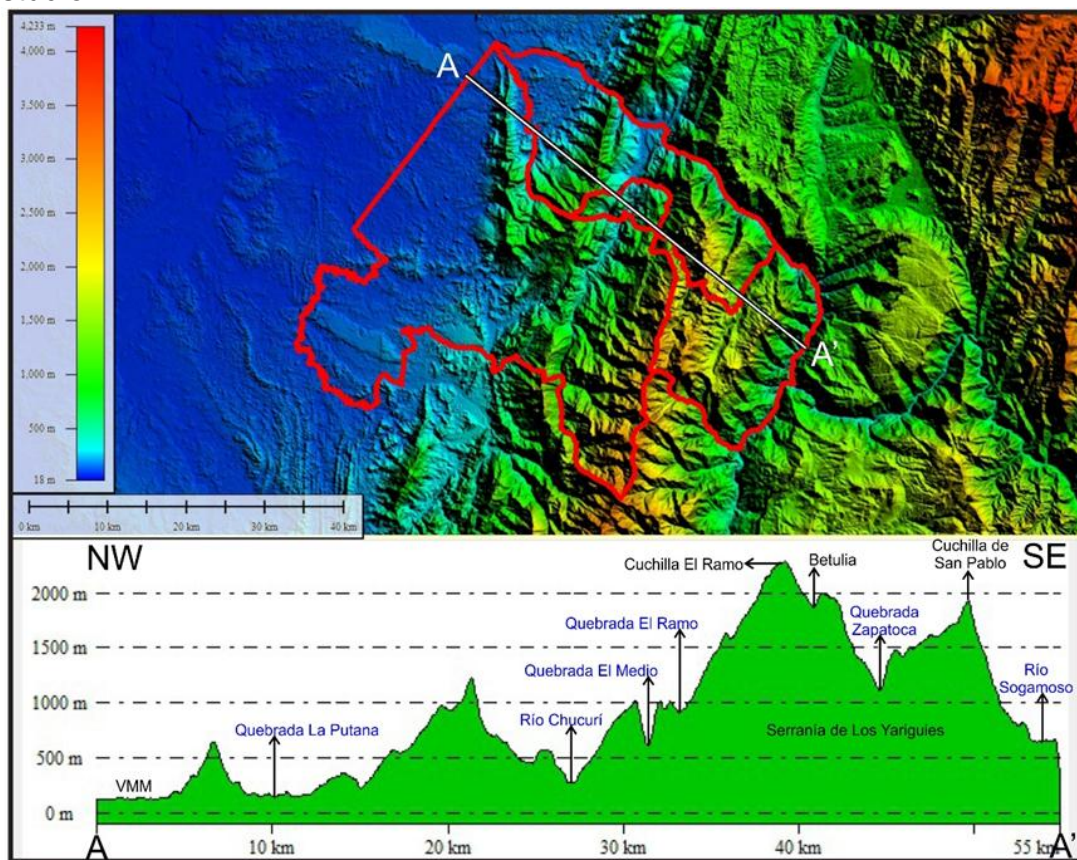 4,233 m
4,000 m
3,500 m
3,000 m
2,500 m
2,000 m
1,500 m
1,000 m
500 m
18 m
A
A'
0 km 10 km 20 km 30 km 40 km
NW
SE
Cuchilla El Ramo
Betulia
Cuchilla de
San Pablo
2000 m
Quebrada El Ramo
Quebrada
Zapatoca
1500 m
Quebrada El Medio
Río
Sogamoso
1000 m
Quebrada La Putana
Río Chucurí
Serranía de Los Yariguies
500 m
VMM
0 m
A
10 km 20 km 30 km 40 km 55 km
A'